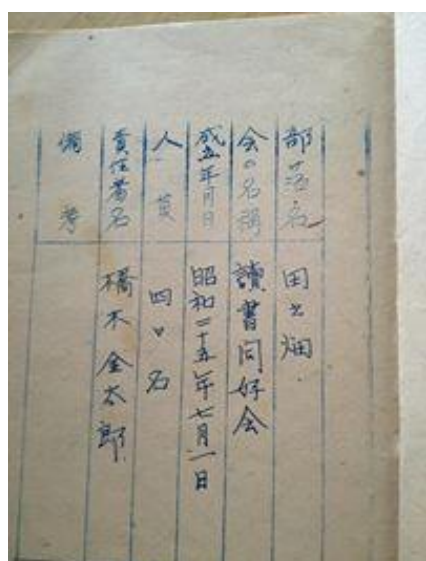 部落名 田之畑
会の名稱 讀書同好会
成立年月日 昭和二十五年七月一日
人員 四〇名
責任者名 橋本金太郎
備考